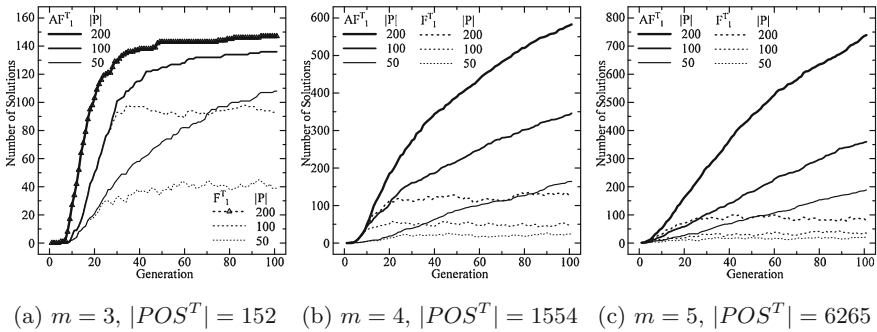 AF^T_1 |P|
200
100
50
F^T_1 |P|
200
100
50
Number of Solutions
160
140
120
100
80
60
40
20
0
0 20 40 60 80 100
Generation
(a) m = 3, |POS^T| = 152
AF^T_1 |P| F^T_1 |P|
200 200
100 100
50 50
Number of Solutions
600
500
400
300
200
100
0
0 20 40 60 80 100
Generation
(b) m = 4, |POS^T| = 1554
AF^T_1 |P| F^T_1 |P|
200 200
100 100
50 50
Number of Solutions
800
700
600
500
400
300
200
100
0
0 20 40 60 80 100
Generation
(c) m = 5, |POS^T| = 6265